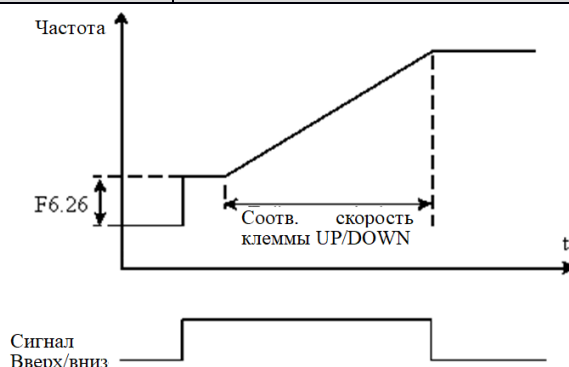 Частота
F6.26
Соотв. скорость
клеммы UP/DOWN
t
Сигнал
Вверх/вниз